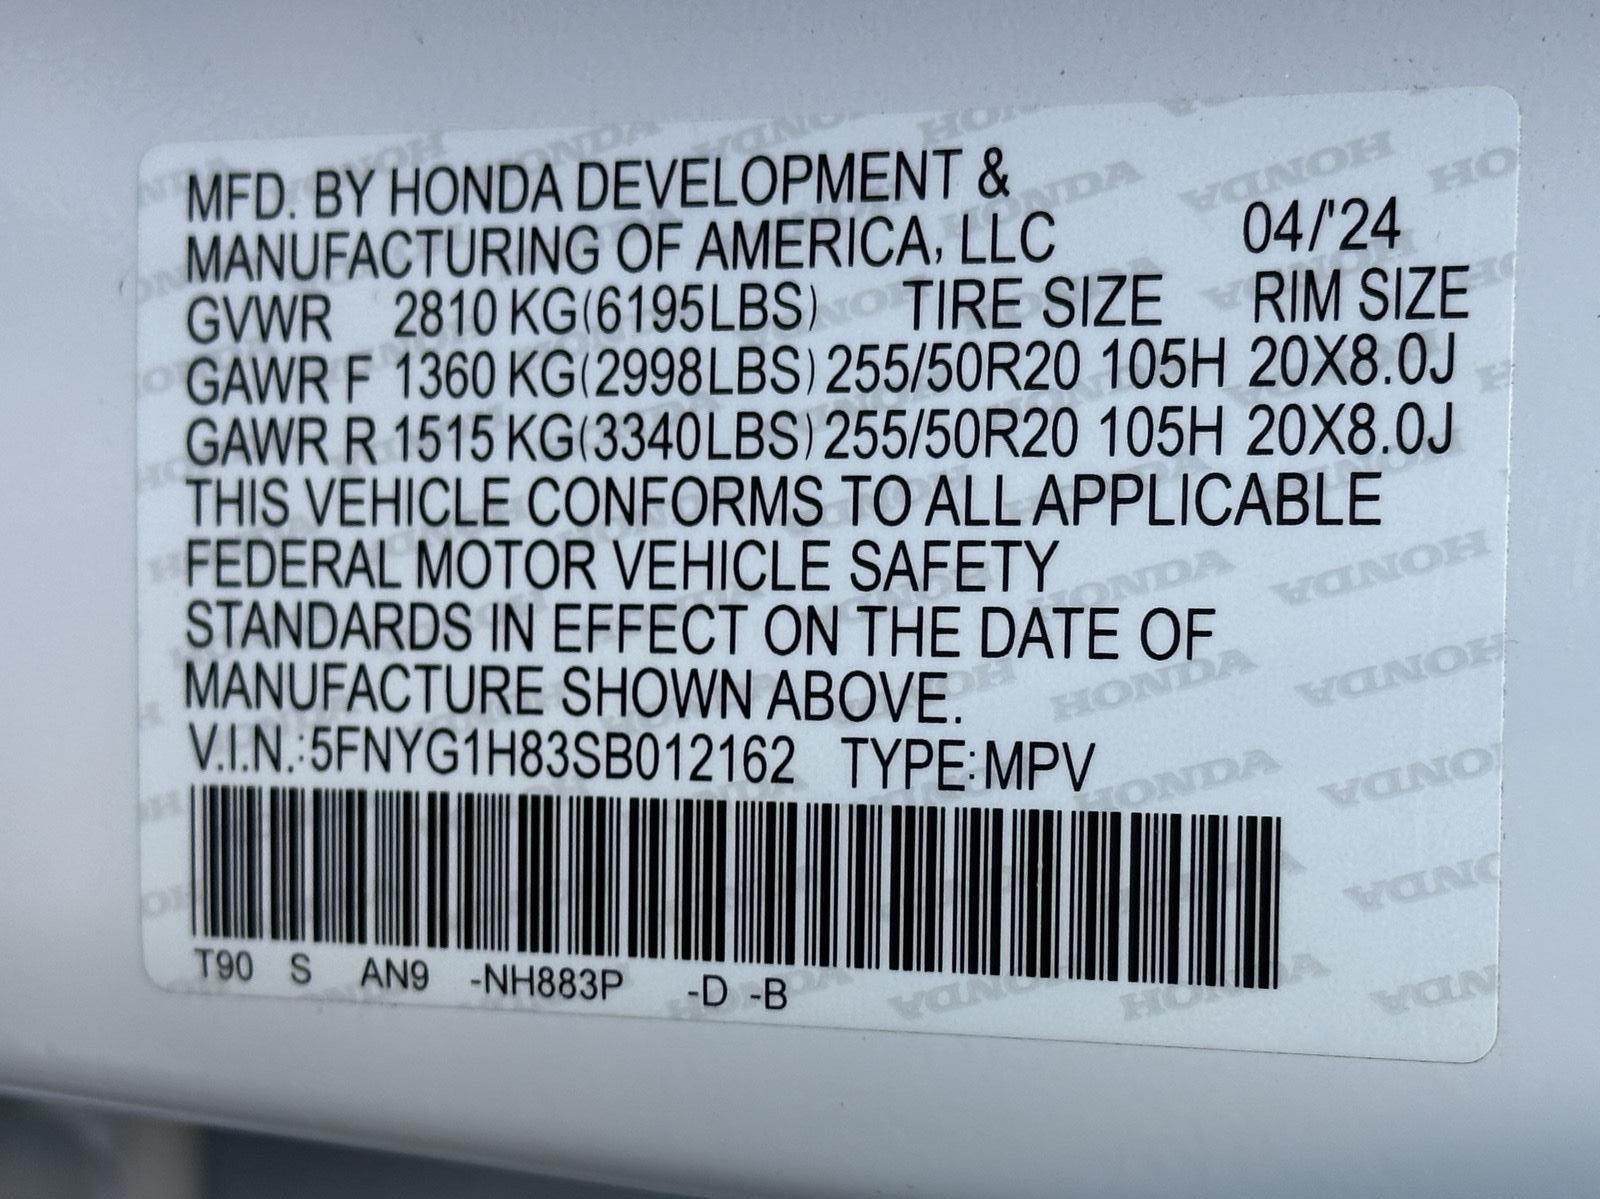 MFD. BY HONDA DEVELOPMENT &
MANUFACTURING OF AMERICA, LLC 04/'24
GVWR 2810 KG(6195LBS) TIRE SIZE RIM SIZE
GAWR F 1360 KG(2998LBS) 255/50R20 105H 20X8.0J
GAWR R 1515 KG(3340LBS) 255/50R20 105H 20X8.0J
THIS VEHICLE CONFORMS TO ALL APPLICABLE
FEDERAL MOTOR VEHICLE SAFETY
STANDARDS IN EFFECT ON THE DATE OF
MANUFACTURE SHOWN ABOVE.
V.I.N.:5FNYG1H83SB012162 TYPE:MPV
T90 S AN9 -NH883P -D -B